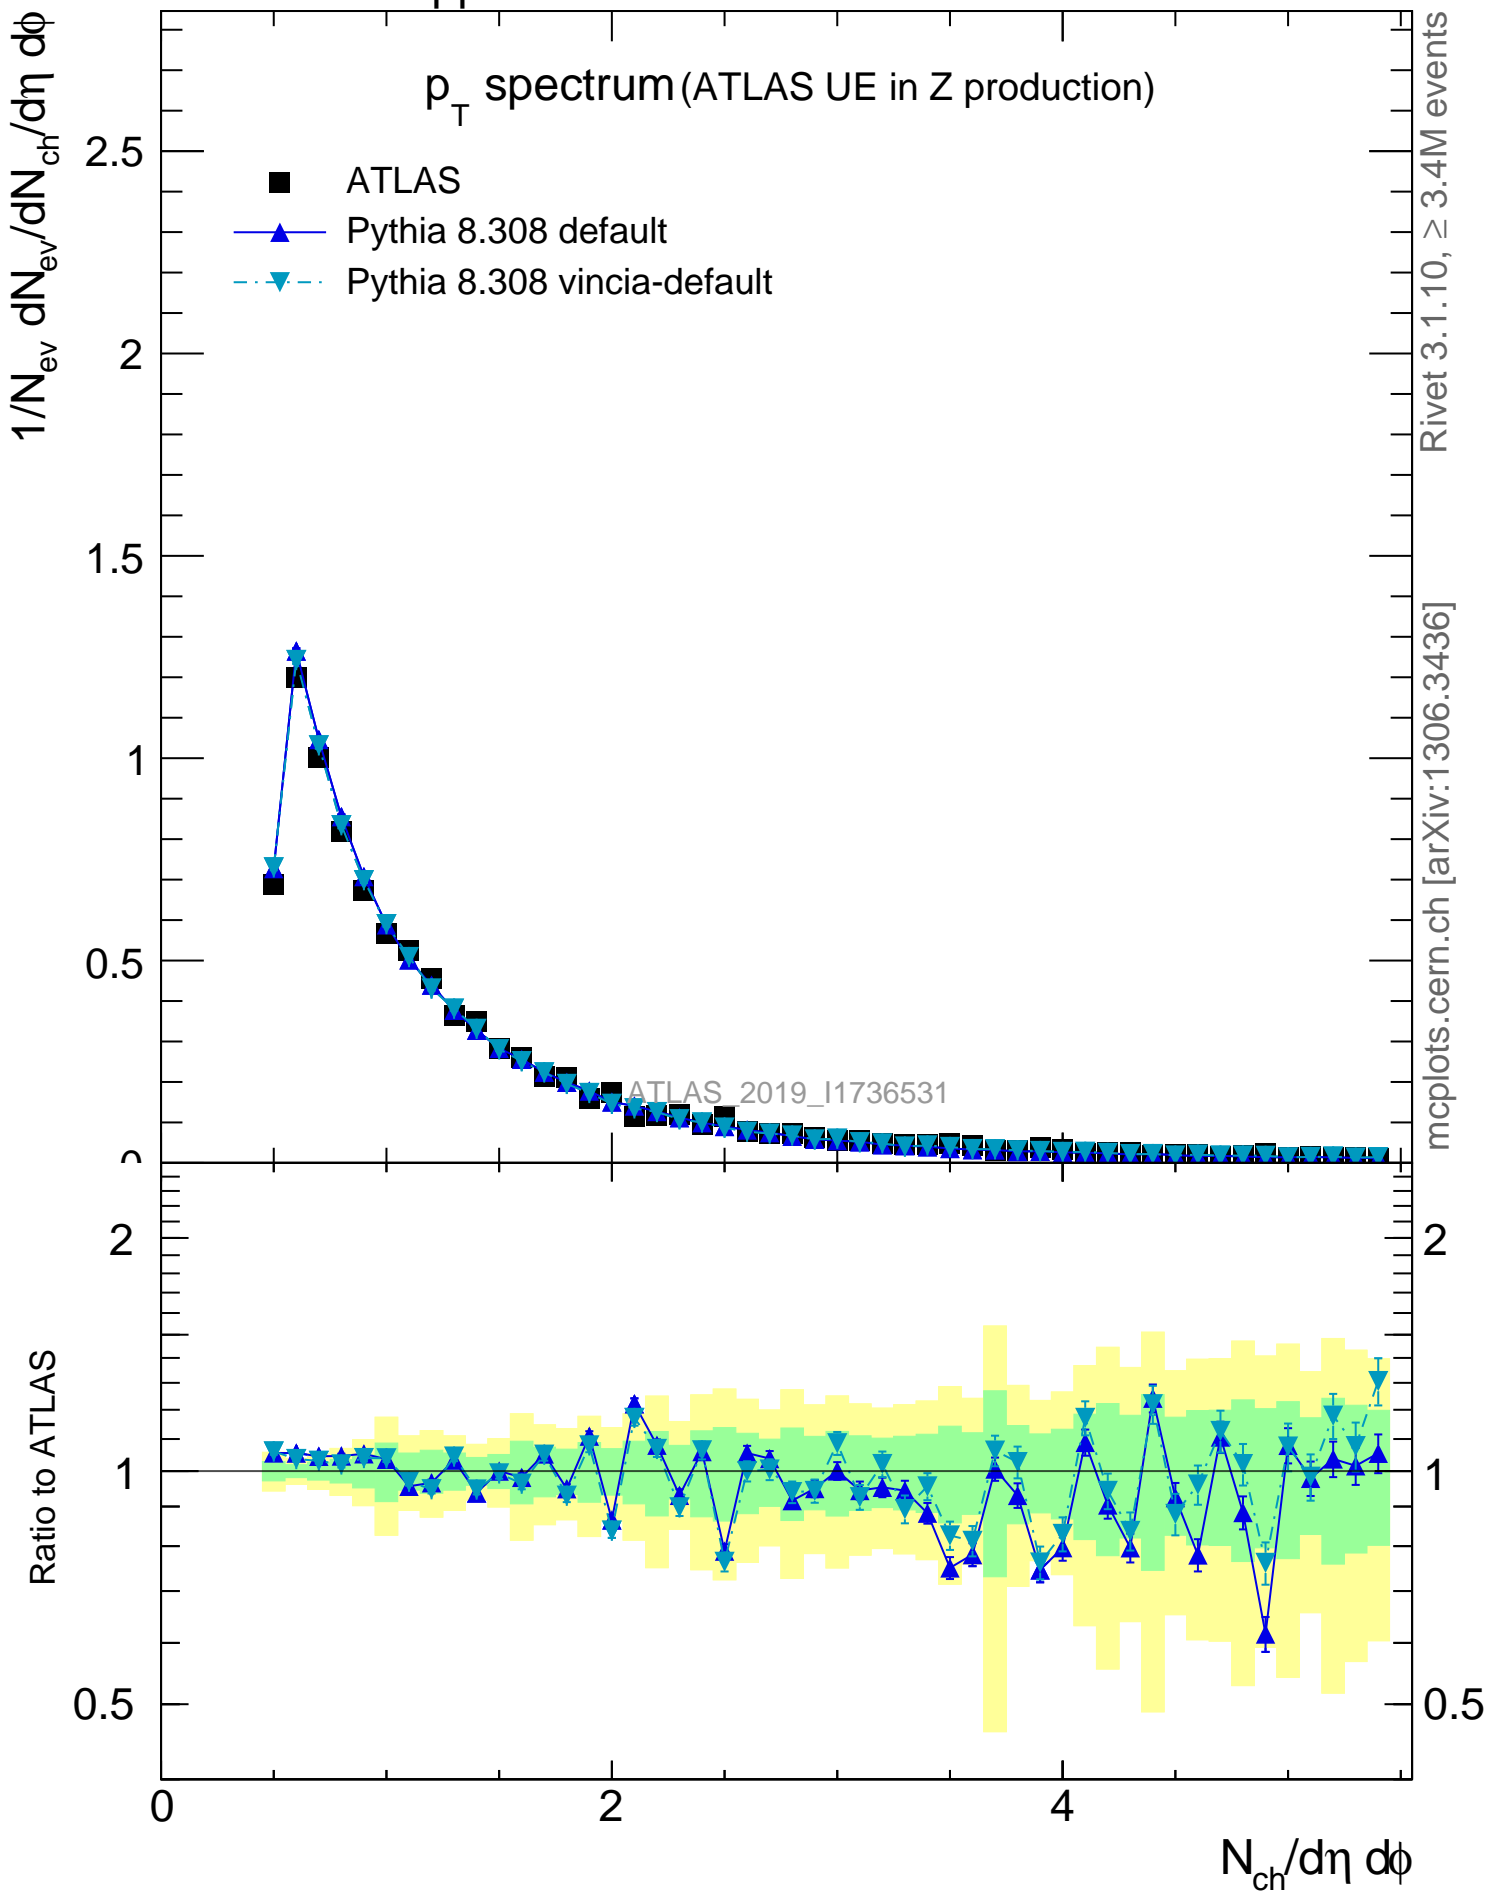 p_T spectrum (ATLAS UE in Z production)
ATLAS
Pythia 8.308 default
Pythia 8.308 vincia-default
1/N_ev dN_ev/dN_ch/dη dϕ
2.5
2
1.5
1
0.5
0
ATLAS_2019_I1736531
Rivet 3.1.10, ≥ 3.4M events
mcplots.cern.ch [arXiv:1306.3436]
Ratio to ATLAS
2
1
0.5
2
1
0.5
0
2
4
N_ch/dη dϕ